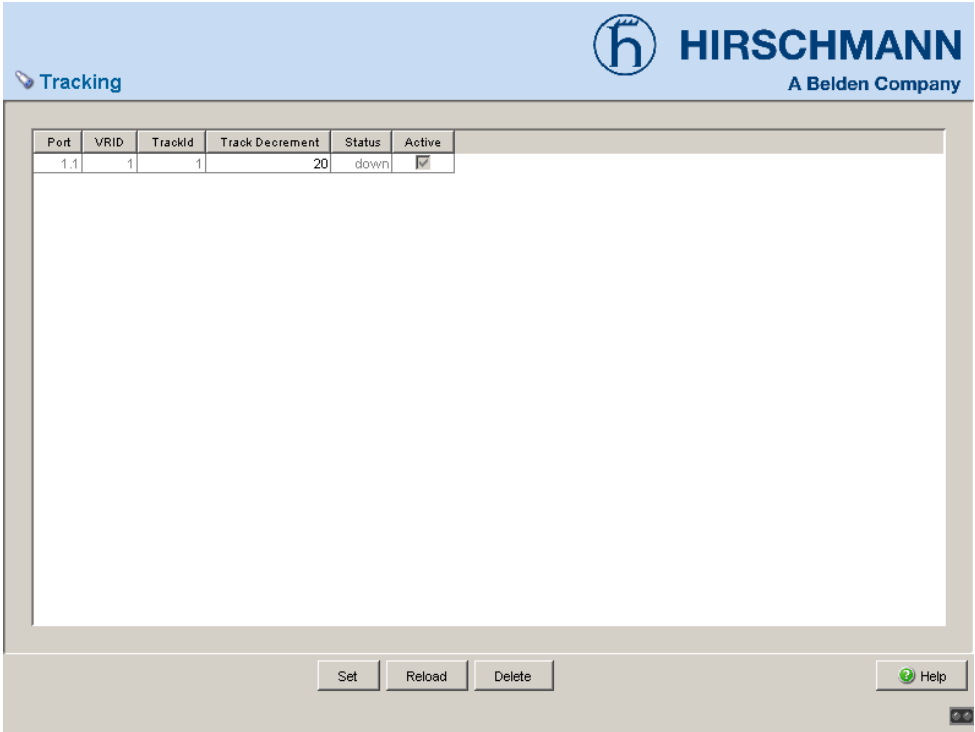 HIRSCHMANN
A Belden Company
Tracking
Port VRID TrackId Track Decrement Status Active
1.1 1 1 20 down
Set Reload Delete Help